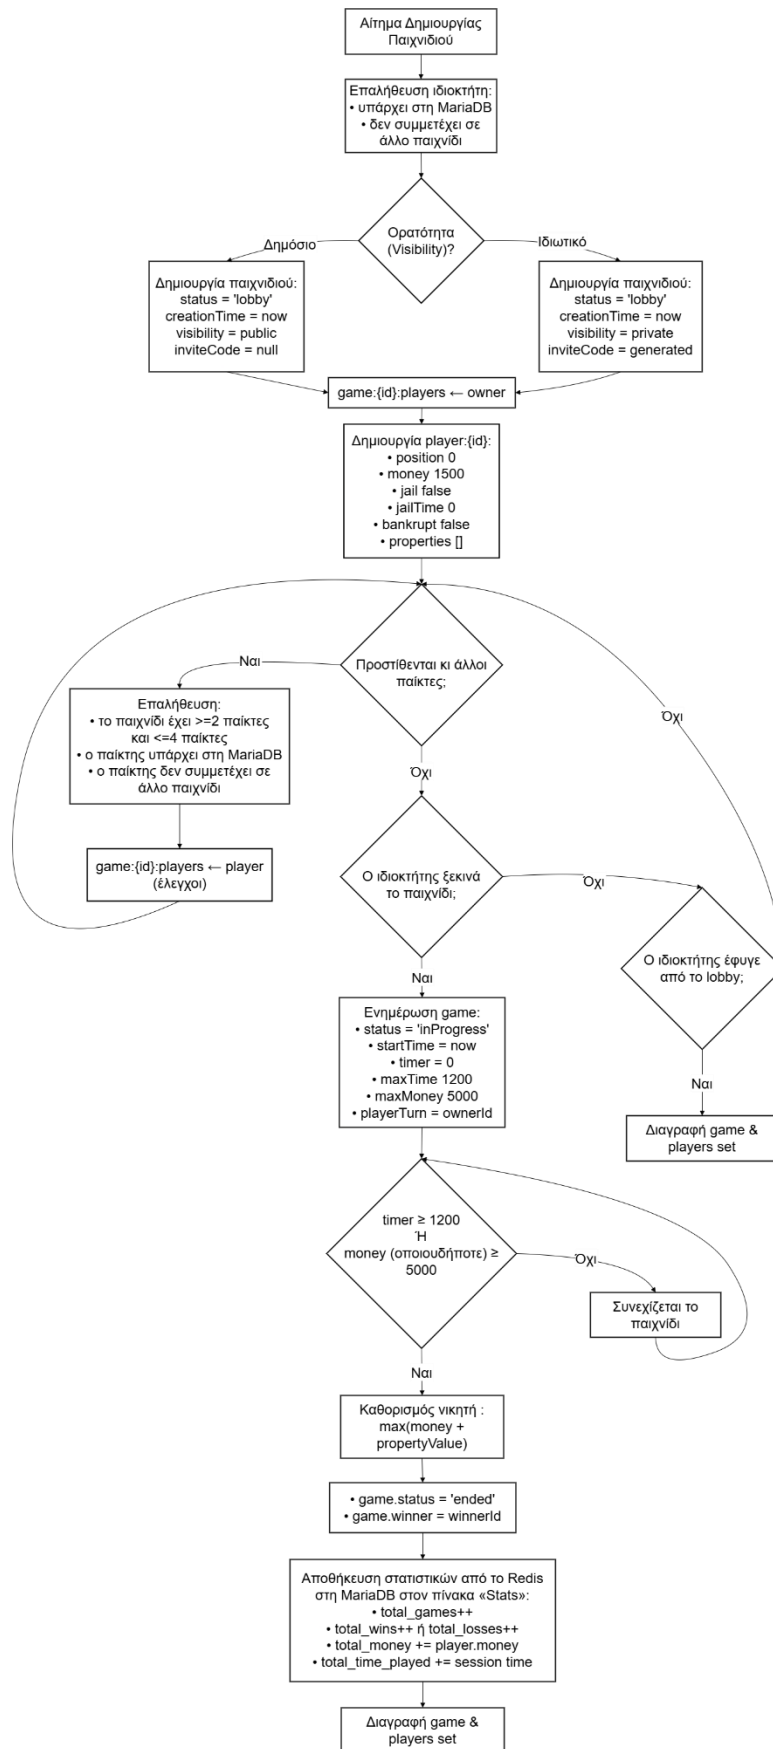 Αίτημα Δημιουργίας
Παιχνιδιού
Επαλήθευση ιδιοκτήτη:
• υπάρχει στη MariaDB
• δεν συμμετέχει σε
άλλο παιχνίδι
Ορατότητα
(Visibility)?
Δημόσιο
Ιδιωτικό
Δημιουργία παιχνιδιού:
status = 'lobby'
creationTime = now
visibility = public
inviteCode = null
Δημιουργία παιχνιδιού:
status = 'lobby'
creationTime = now
visibility = private
inviteCode = generated
game:{id}:players ← owner
Δημιουργία player:{id}:
• position 0
• money 1500
• jail false
• jailTime 0
• bankrupt false
• properties []
Προστίθενται κι άλλοι
παίκτες;
Ναι
Επαλήθευση:
• το παιχνίδι έχει >=2 παίκτες
και <=4 παίκτες
• ο παίκτης υπάρχει στη MariaDB
• ο παίκτης δεν συμμετέχει σε
άλλο παιχνίδι
game:{id}:players ← player
(έλεγχοι)
Όχι
Όχι
Ο ιδιοκτήτης ξεκινά
το παιχνίδι;
Όχι
Ο ιδιοκτήτης έφυγε
από το lobby;
Ναι
Ενημέρωση game:
• status = 'inProgress'
• startTime = now
• timer = 0
• maxTime 1200
• maxMoney 5000
• playerTurn = ownerId
Ναι
Διαγραφή game &
players set
timer ≥ 1200
Ή
money (οποιουδήποτε) ≥
5000
Όχι
Συνεχίζεται το
παιχνίδι
Ναι
Καθορισμός νικητή :
max(money +
propertyValue)
• game.status = 'ended'
• game.winner = winnerId
Αποθήκευση στατιστικών από το Redis
στη MariaDB στον πίνακα «Stats»:
• total_games++
• total_wins++ ή total_losses++
• total_money += player.money
• total_time_played += session time
Διαγραφή game &
players set